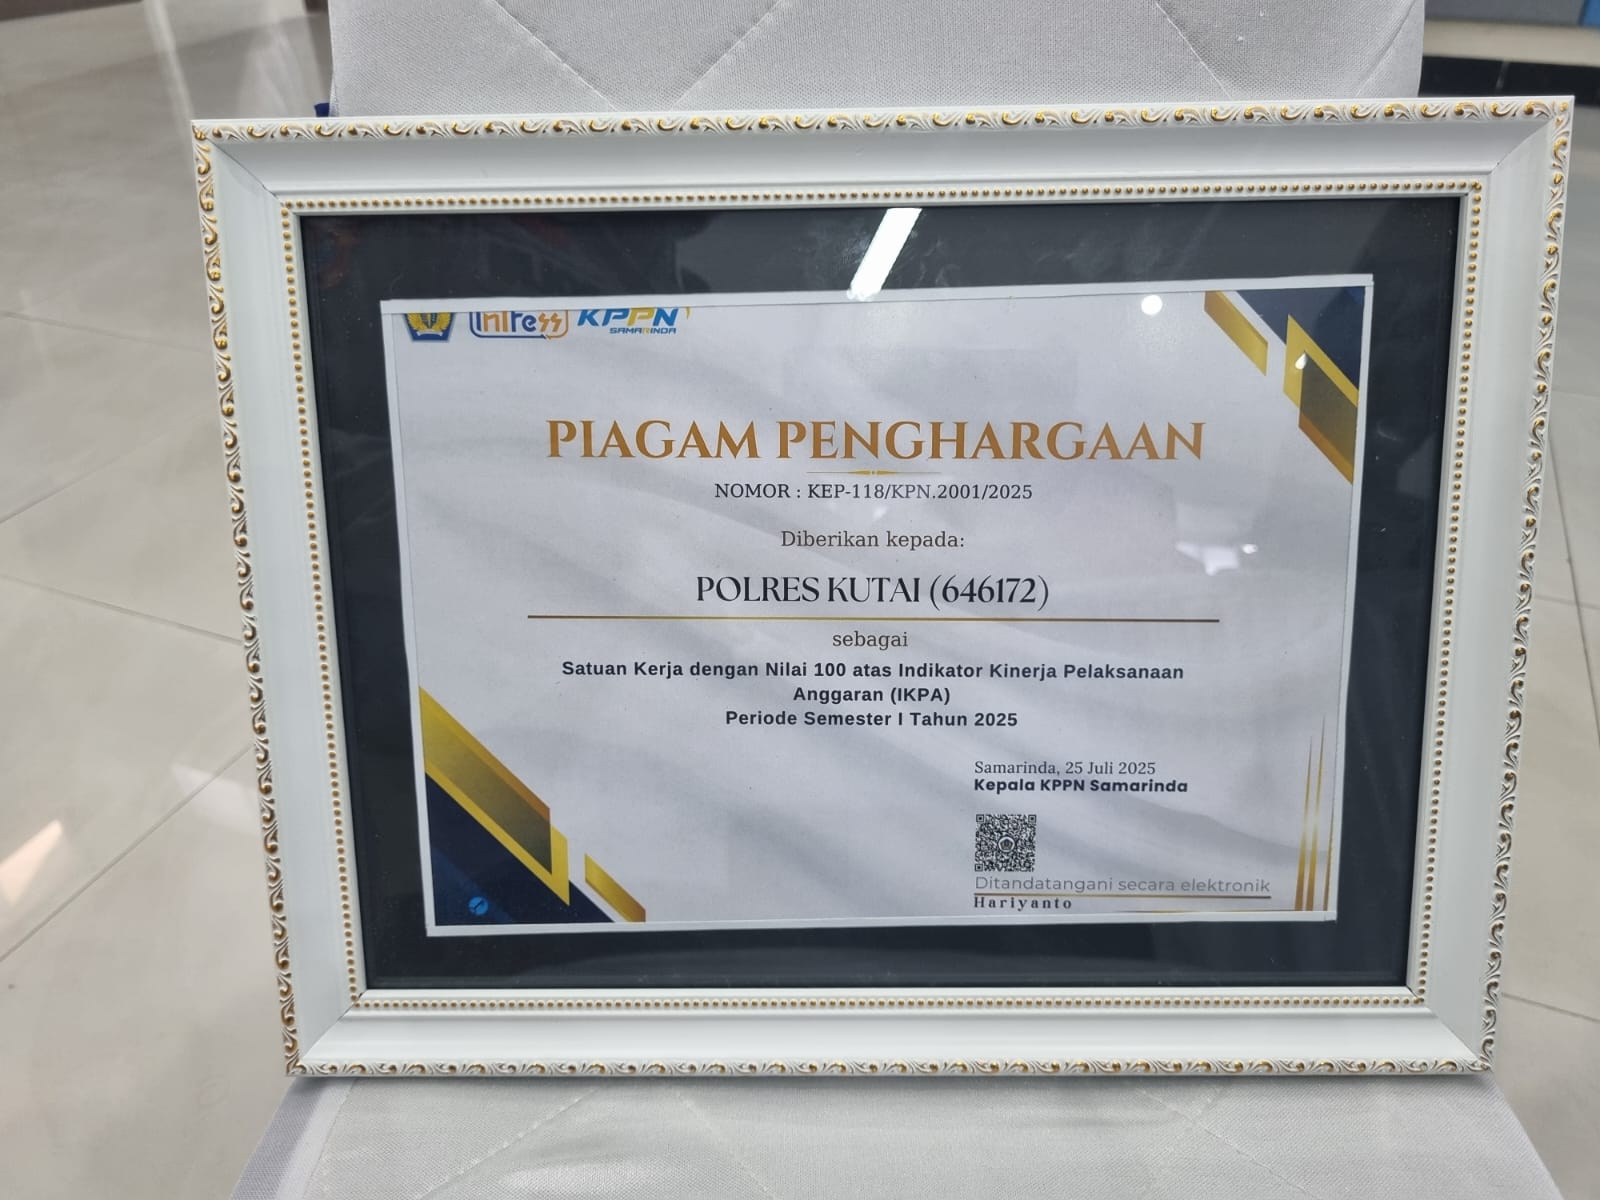 InTress KPPN
SAMARINDA
PIAGAM PENGHARGAAN
NOMOR : KEP-118/KPN.2001/2025
Diberikan kepada:
POLRES KUTAI (646172)
sebagai
Satuan Kerja dengan Nilai 100 atas Indikator Kinerja Pelaksanaan
Anggaran (IKPA)
Periode Semester I Tahun 2025
Samarinda, 25 Juli 2025
Kepala KPPN Samarinda
Ditandatangani secara elektronik
Hariyanto